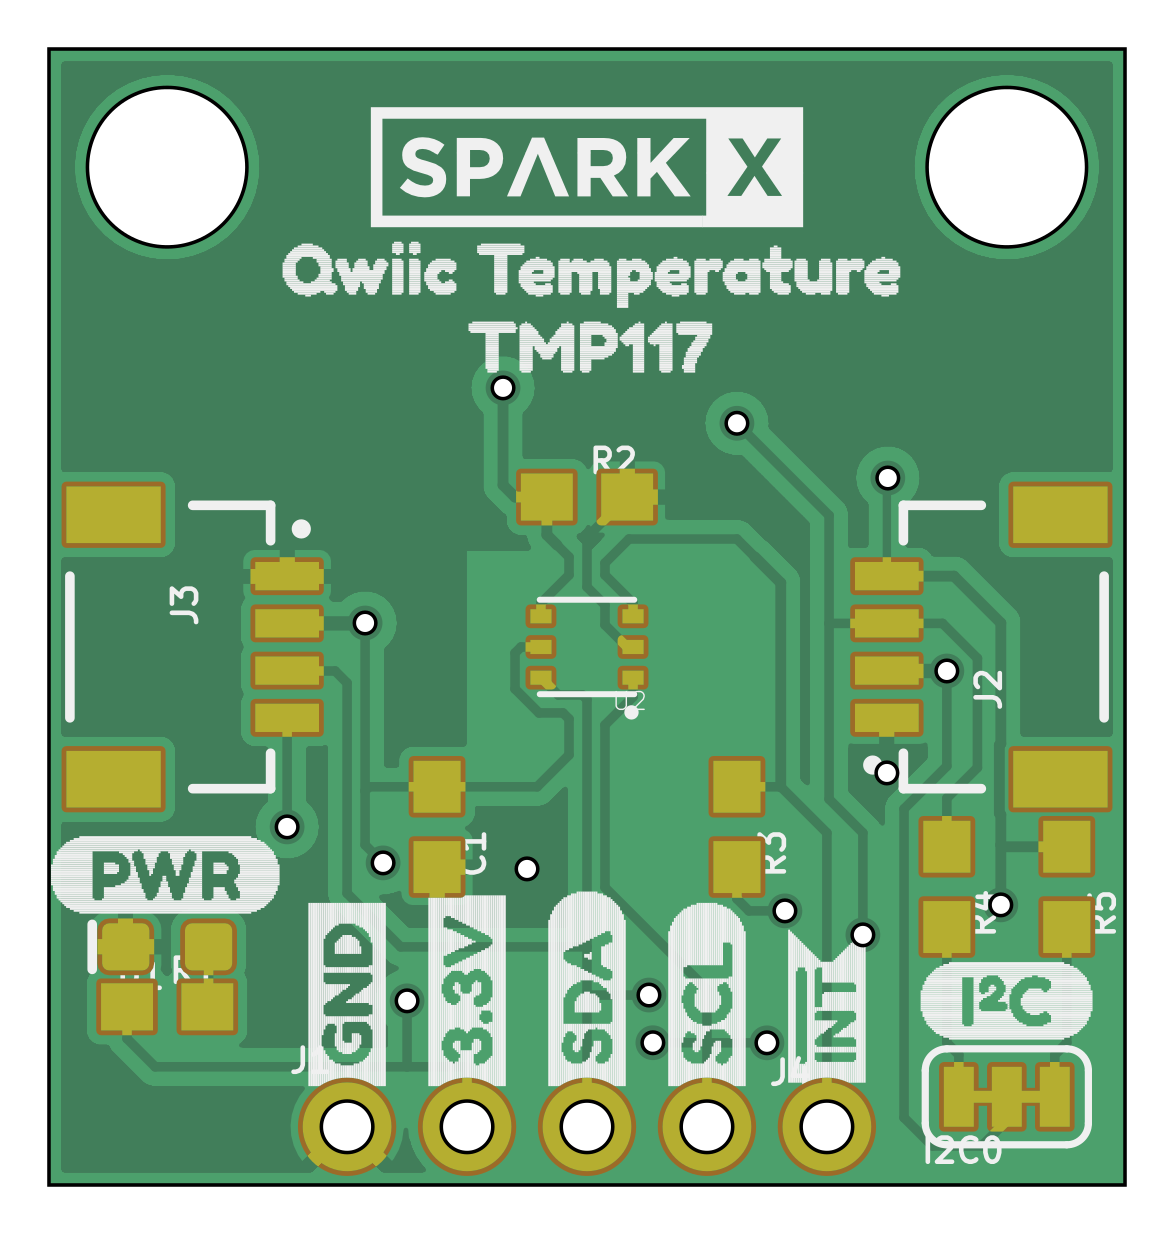 SPARK X
Qwiic Temperature
TMP117
R2
J3
J2
U2
C1
R3
PWR
R4
R5
GND
3.3V
SDA
SCL
INT
I²C
J1
I2C0